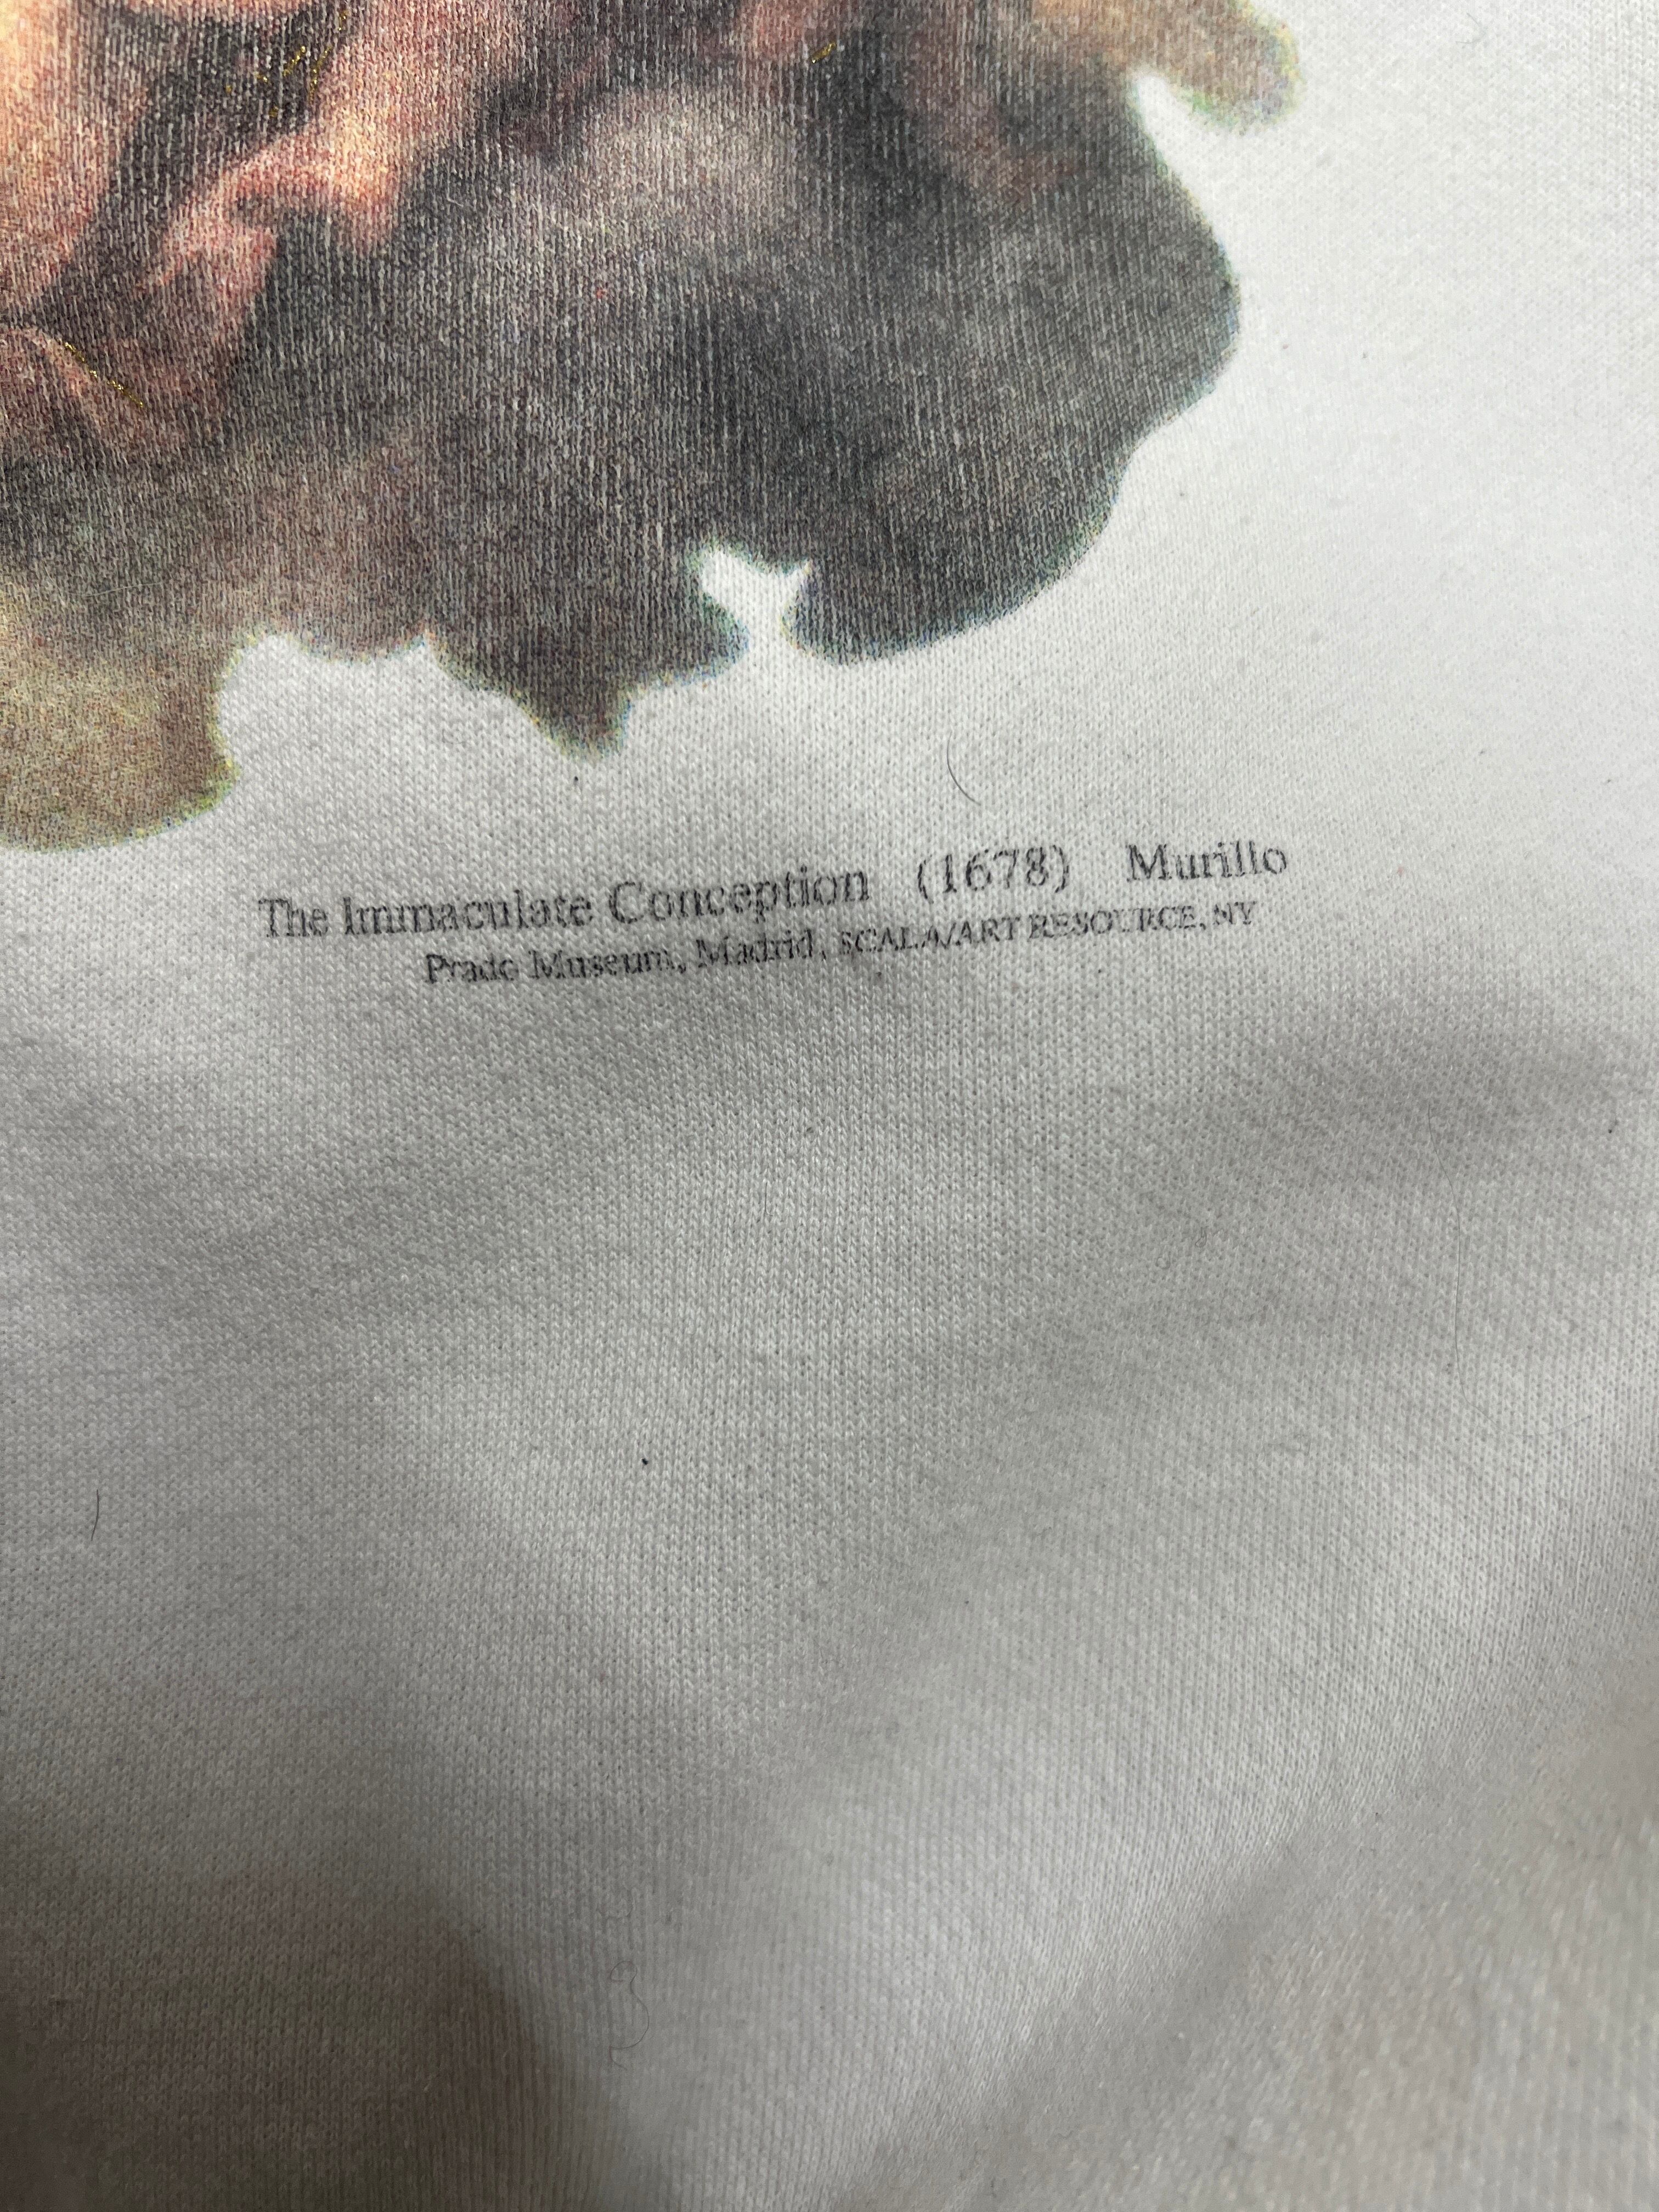 The Immaculate Conception (1678) Murillo
Prado Museum, Madrid, SCALA/ART RESOURCE, NY